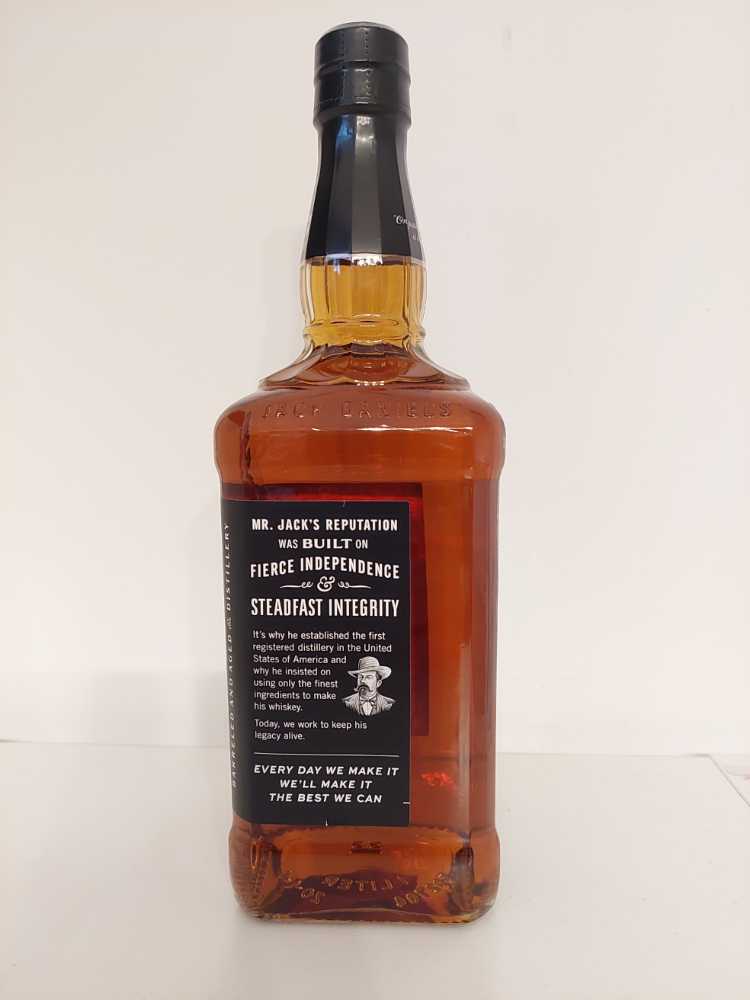 JACK DANIELS
MR. JACK'S REPUTATION
WAS BUILT ON
FIERCE INDEPENDENCE
&
STEADFAST INTEGRITY
It's why he established the first
registered distillery in the United
States of America and
why he insisted on
using only the finest
ingredients to make
his whiskey.
Today, we work to keep his
legacy alive.
EVERY DAY WE MAKE IT
WE'LL MAKE IT
THE BEST WE CAN
BARRELED AND AGED at the DISTILLERY